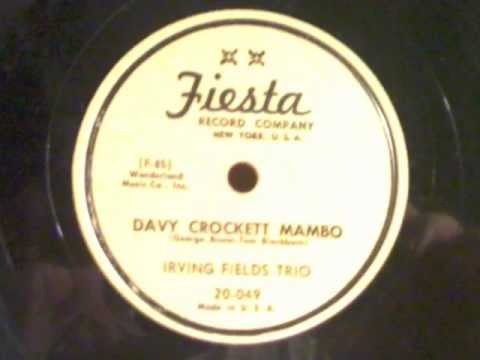 Fiesta
RECORD COMPANY
NEW YORK, U.S.A.
(F-85)
Wonderland
Music Co., Inc.
DAVY CROCKETT MAMBO
(George Bruns-Tom Blackburn)
IRVING FIELDS TRIO
20-049
Made in U.S.A.